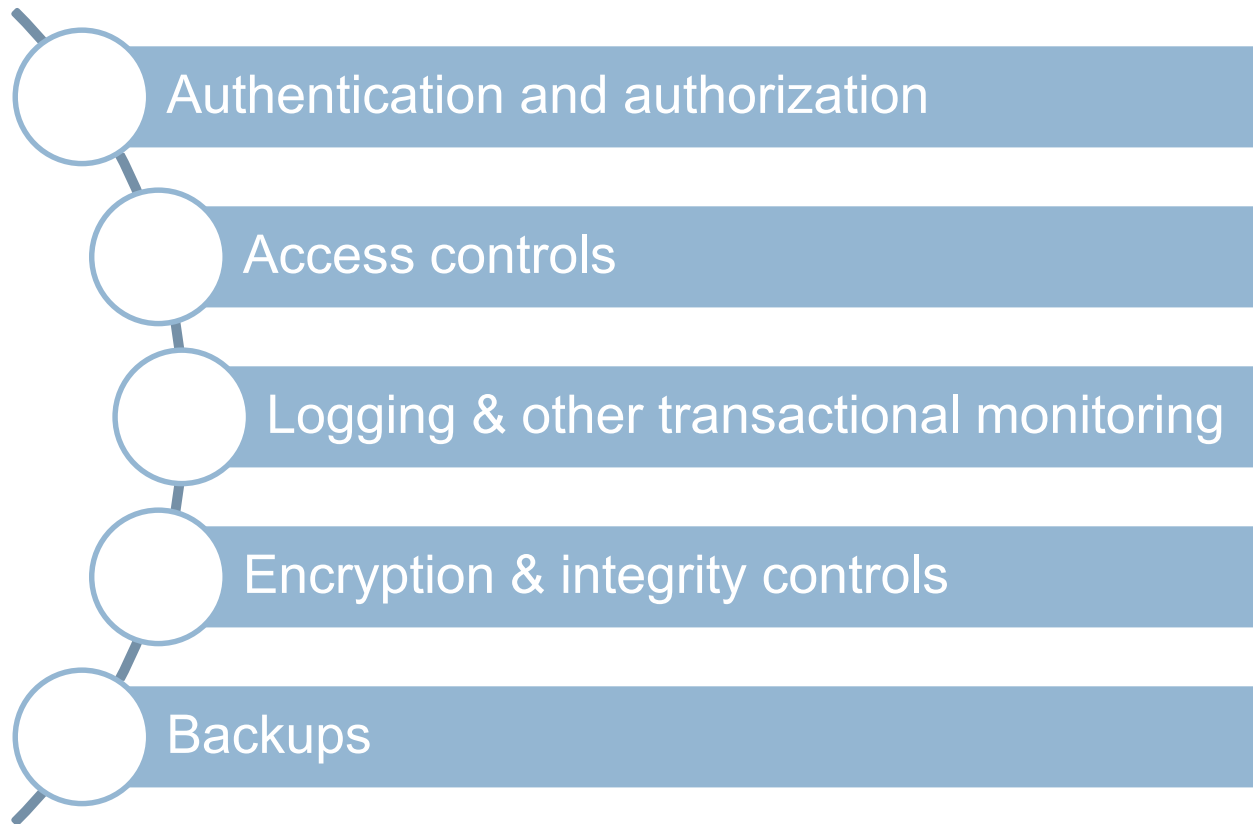 Authentication and authorization
Access controls
Logging & other transactional monitoring
Encryption & integrity controls
Backups